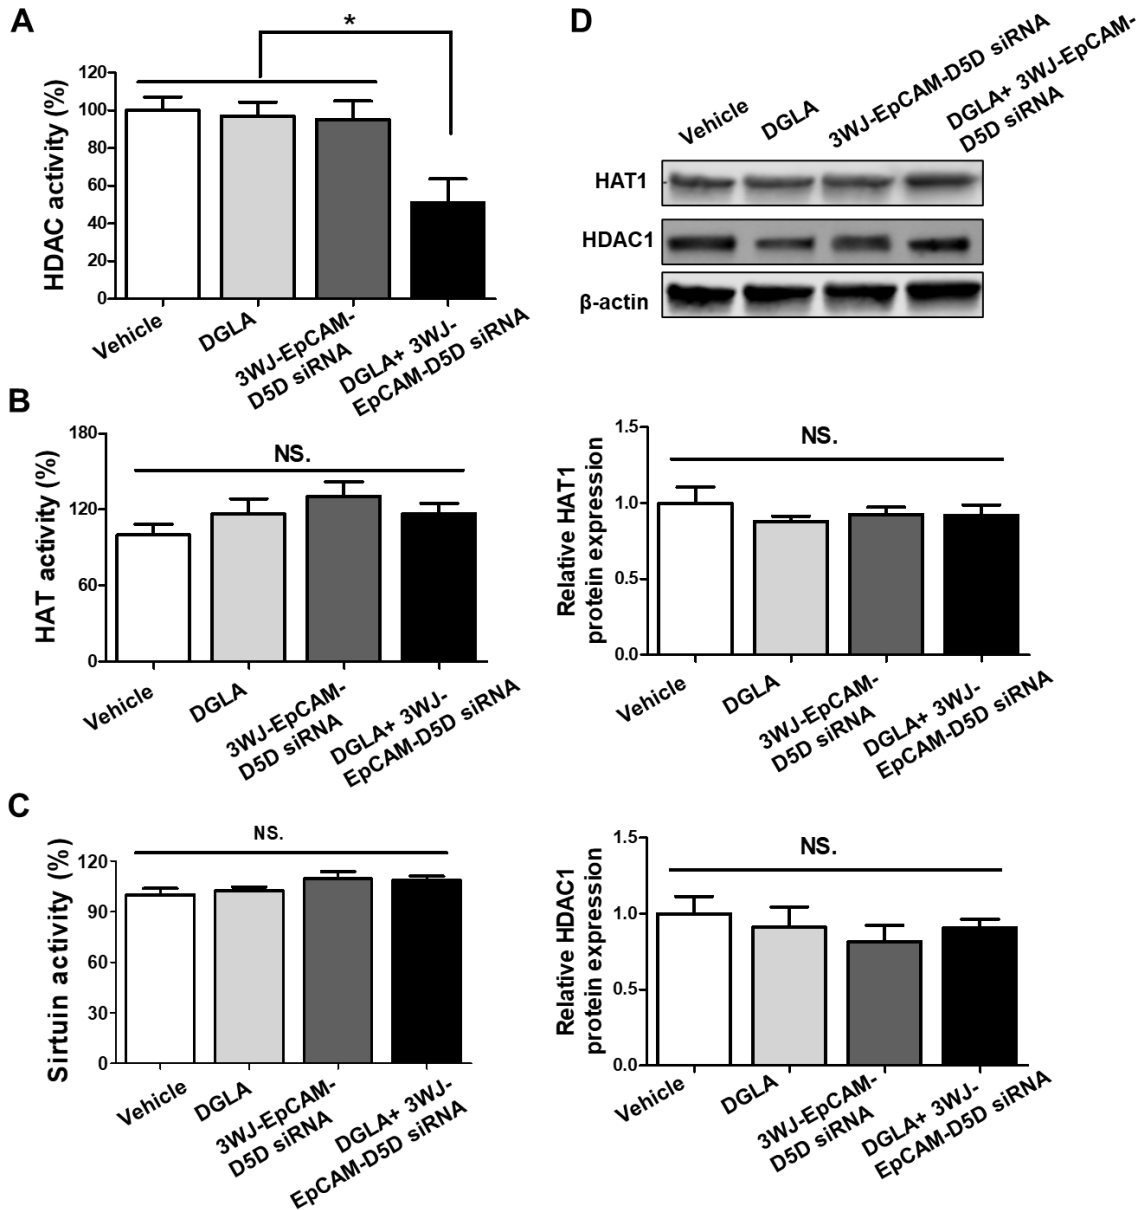 A
HDAC activity (%)
120
100
80
60
40
20
0
*
Vehicle
DGLA
3WJ-EpCAM-
D5D siRNA
DGLA+ 3WJ-
EpCAM-D5D siRNA
D
Vehicle
DGLA
3WJ-EpCAM-D5D siRNA
DGLA+ 3WJ-EpCAM-
D5D siRNA
HAT1
HDAC1
β-actin
B
HAT activity (%)
180
120
60
0
NS.
Vehicle
DGLA
3WJ-EpCAM-
D5D siRNA
DGLA+ 3WJ-
EpCAM-D5D siRNA
Relative HAT1
protein expression
1.5
1.0
0.5
0.0
NS.
Vehicle
DGLA
3WJ-EpCAM-
D5D siRNA
DGLA+ 3WJ-
EpCAM-D5D siRNA
C
Sirtuin activity (%)
120
90
60
30
0
NS.
Vehicle
DGLA
3WJ-EpCAM-
D5D siRNA
DGLA+ 3WJ-
EpCAM-D5D siRNA
Relative HDAC1
protein expression
1.5
1.0
0.5
0.0
NS.
Vehicle
DGLA
3WJ-EpCAM-
D5D siRNA
DGLA+ 3WJ-
EpCAM-D5D siRNA